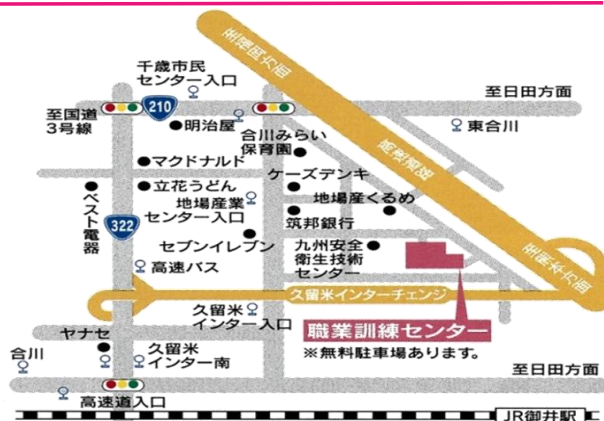 至福岡方面
千歳市民
センター入口
至日田方面
至国道
3号線
210
明治屋
合川みらい
保育園
東合川
高速道路
マクドナルド
ケーズデンキ
立花うどん
地場産業
センター入口
地場産くるめ
ベスト電器
322
筑邦銀行
セブンイレブン
九州安全
衛生技術
センター
至熊本方面
高速バス
久留米インターチェンジ
久留米
インター入口
職業訓練センター
※無料駐車場あります。
ヤナセ
合川
久留米
インター南
至日田方面
高速道入口
JR御井駅